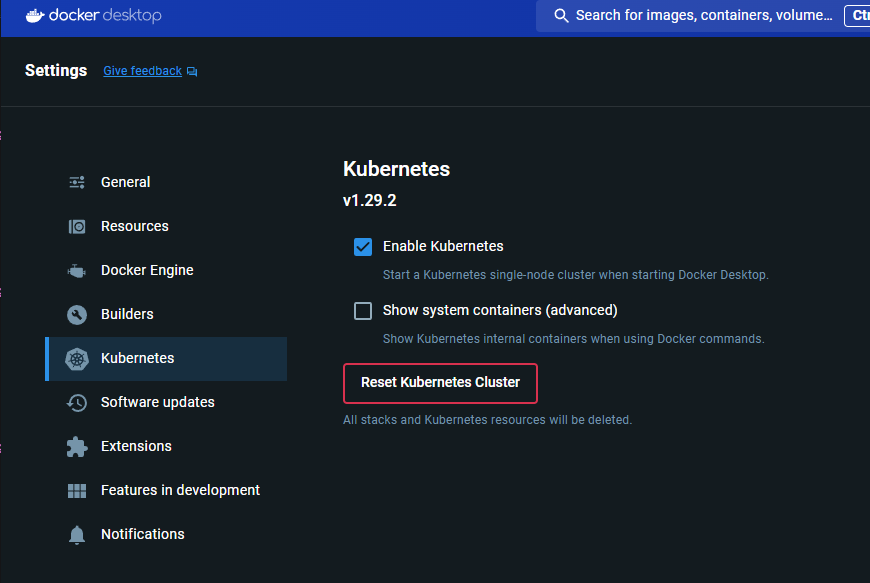 docker desktop
Search for images, containers, volume...
Settings
Give feedback
General
Resources
Docker Engine
Builders
Kubernetes
Software updates
Extensions
Features in development
Notifications
Kubernetes
v1.29.2
Enable Kubernetes
Start a Kubernetes single-node cluster when starting Docker Desktop.
Show system containers (advanced)
Show Kubernetes internal containers when using Docker commands.
Reset Kubernetes Cluster
All stacks and Kubernetes resources will be deleted.